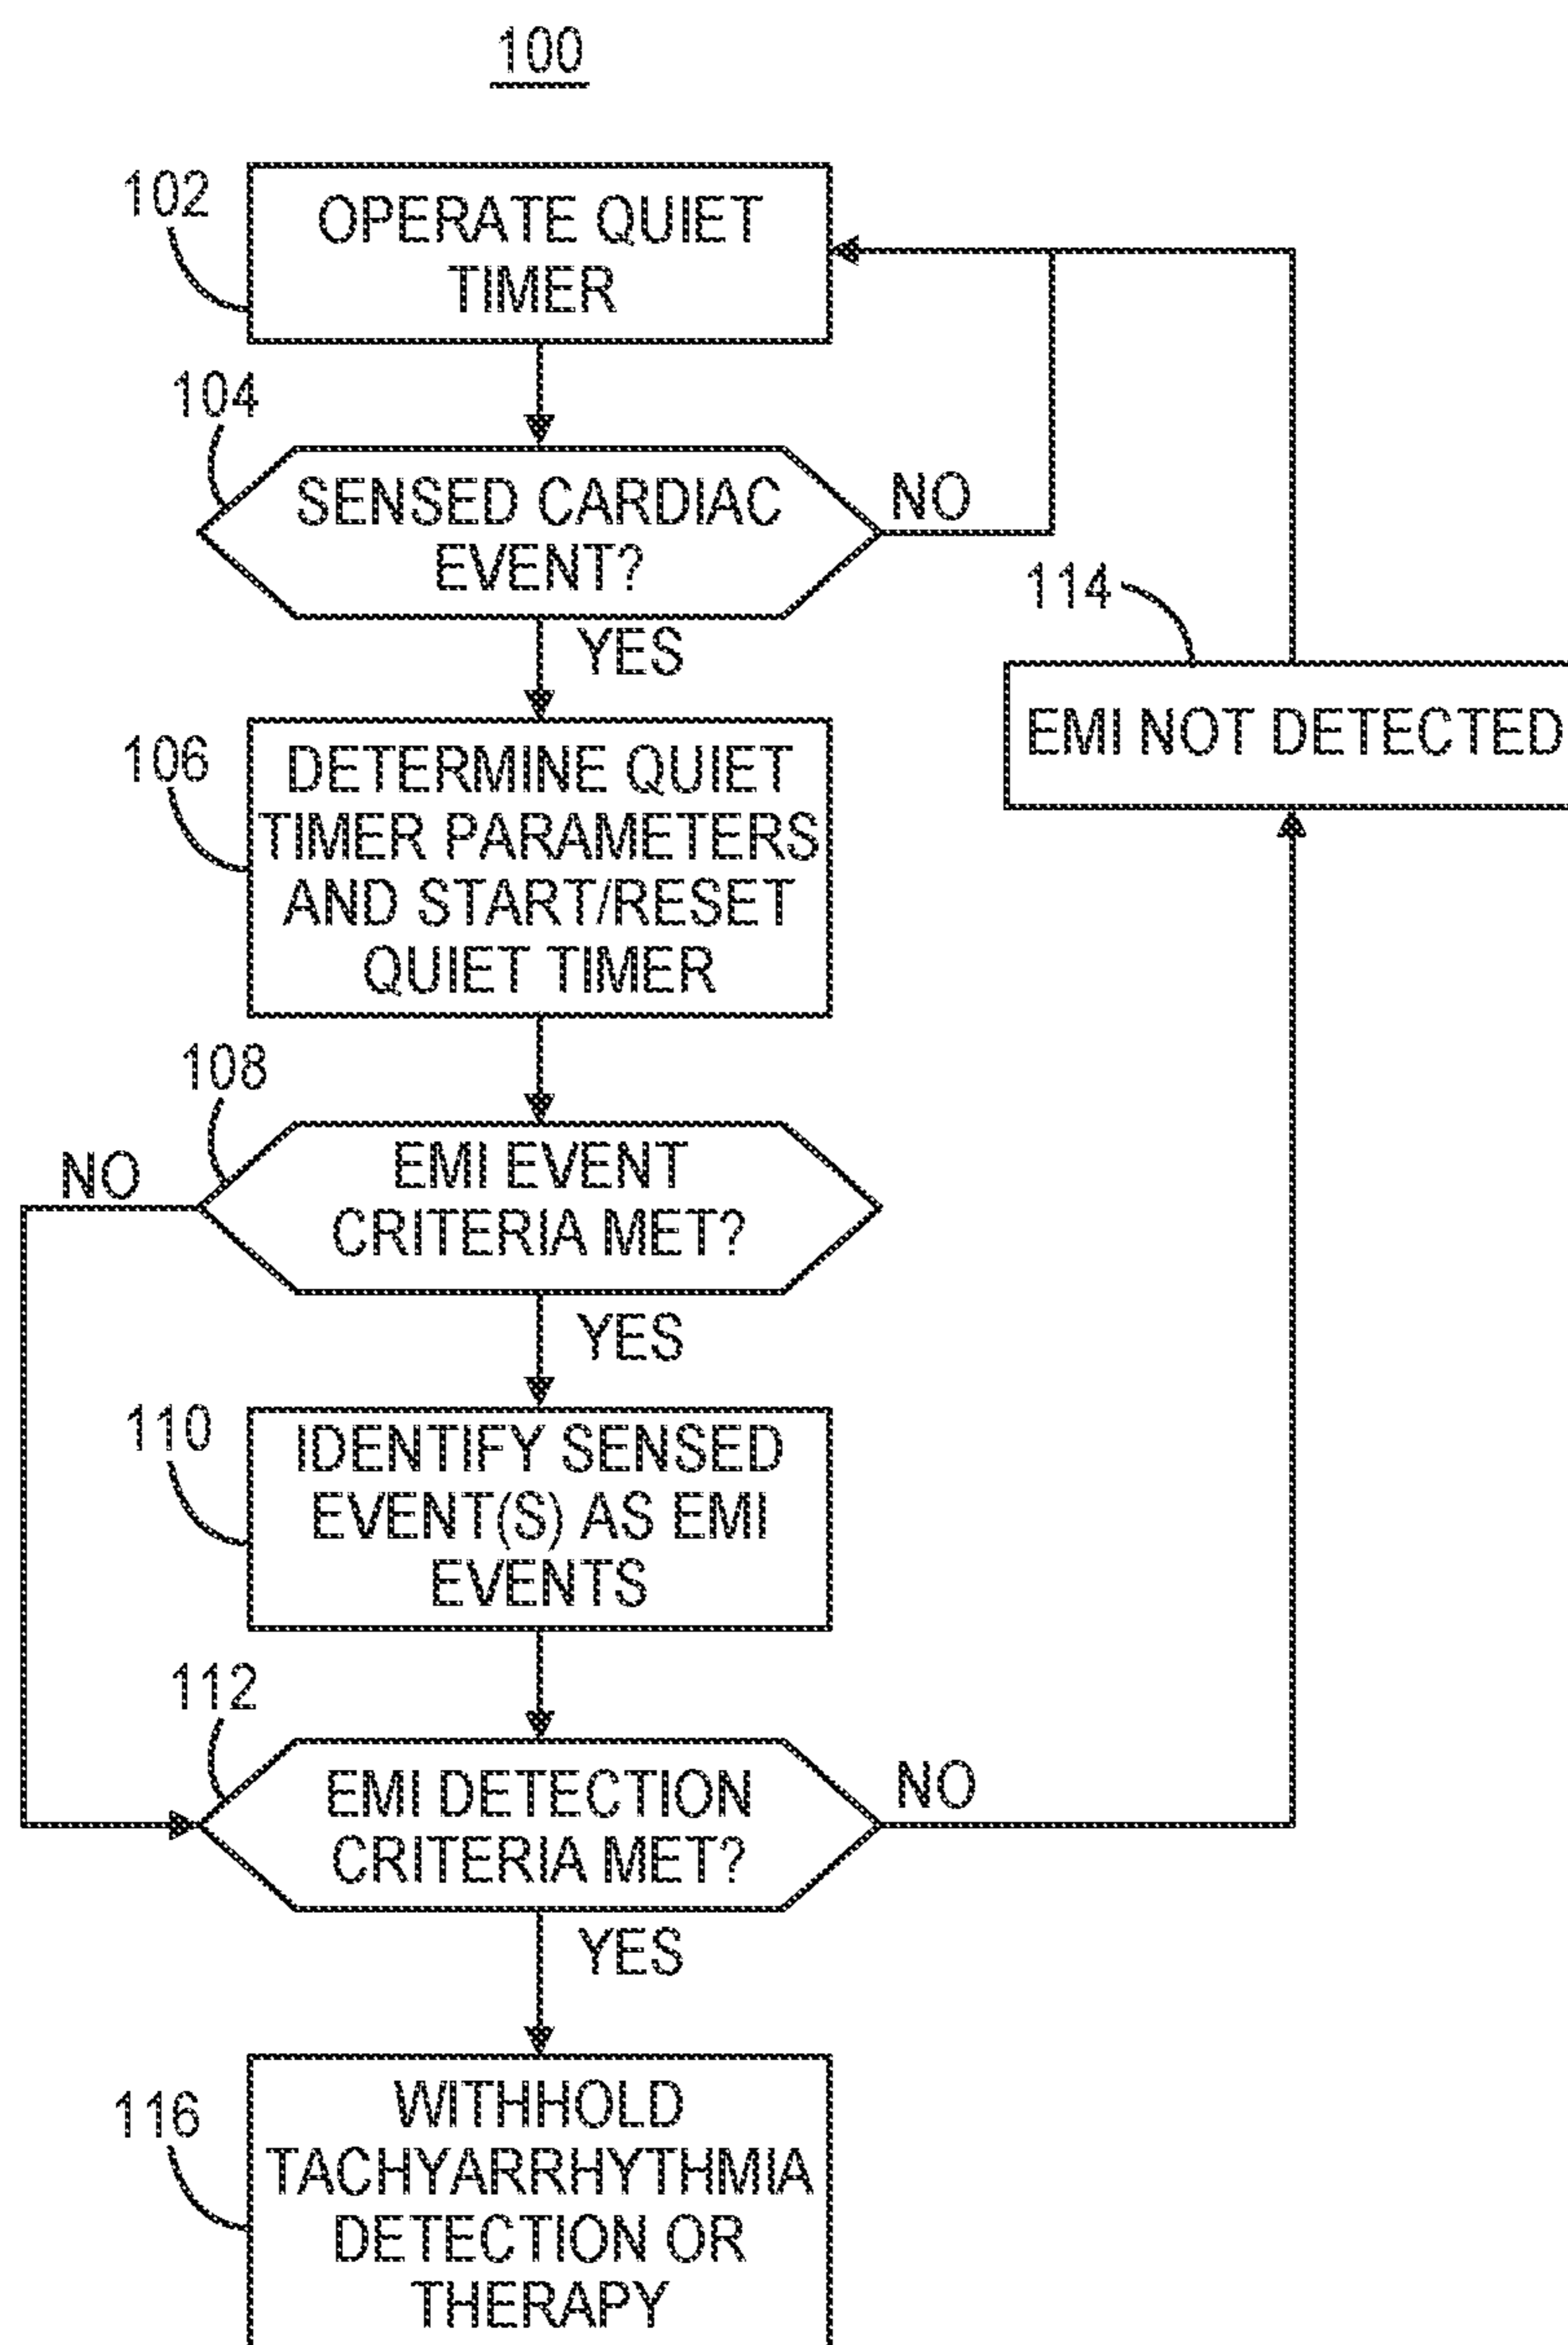 100
102
OPERATE QUIET
TIMER
104
SENSED CARDIAC
EVENT?
NO
YES
114
EMI NOT DETECTED
106
DETERMINE QUIET
TIMER PARAMETERS
AND START/RESET
QUIET TIMER
108
NO
EMI EVENT
CRITERIA MET?
YES
110
IDENTIFY SENSED
EVENT(S) AS EMI
EVENTS
112
EMI DETECTION
CRITERIA MET?
NO
YES
116
WITHHOLD
TACHYARRHYTHMIA
DETECTION OR
THERAPY